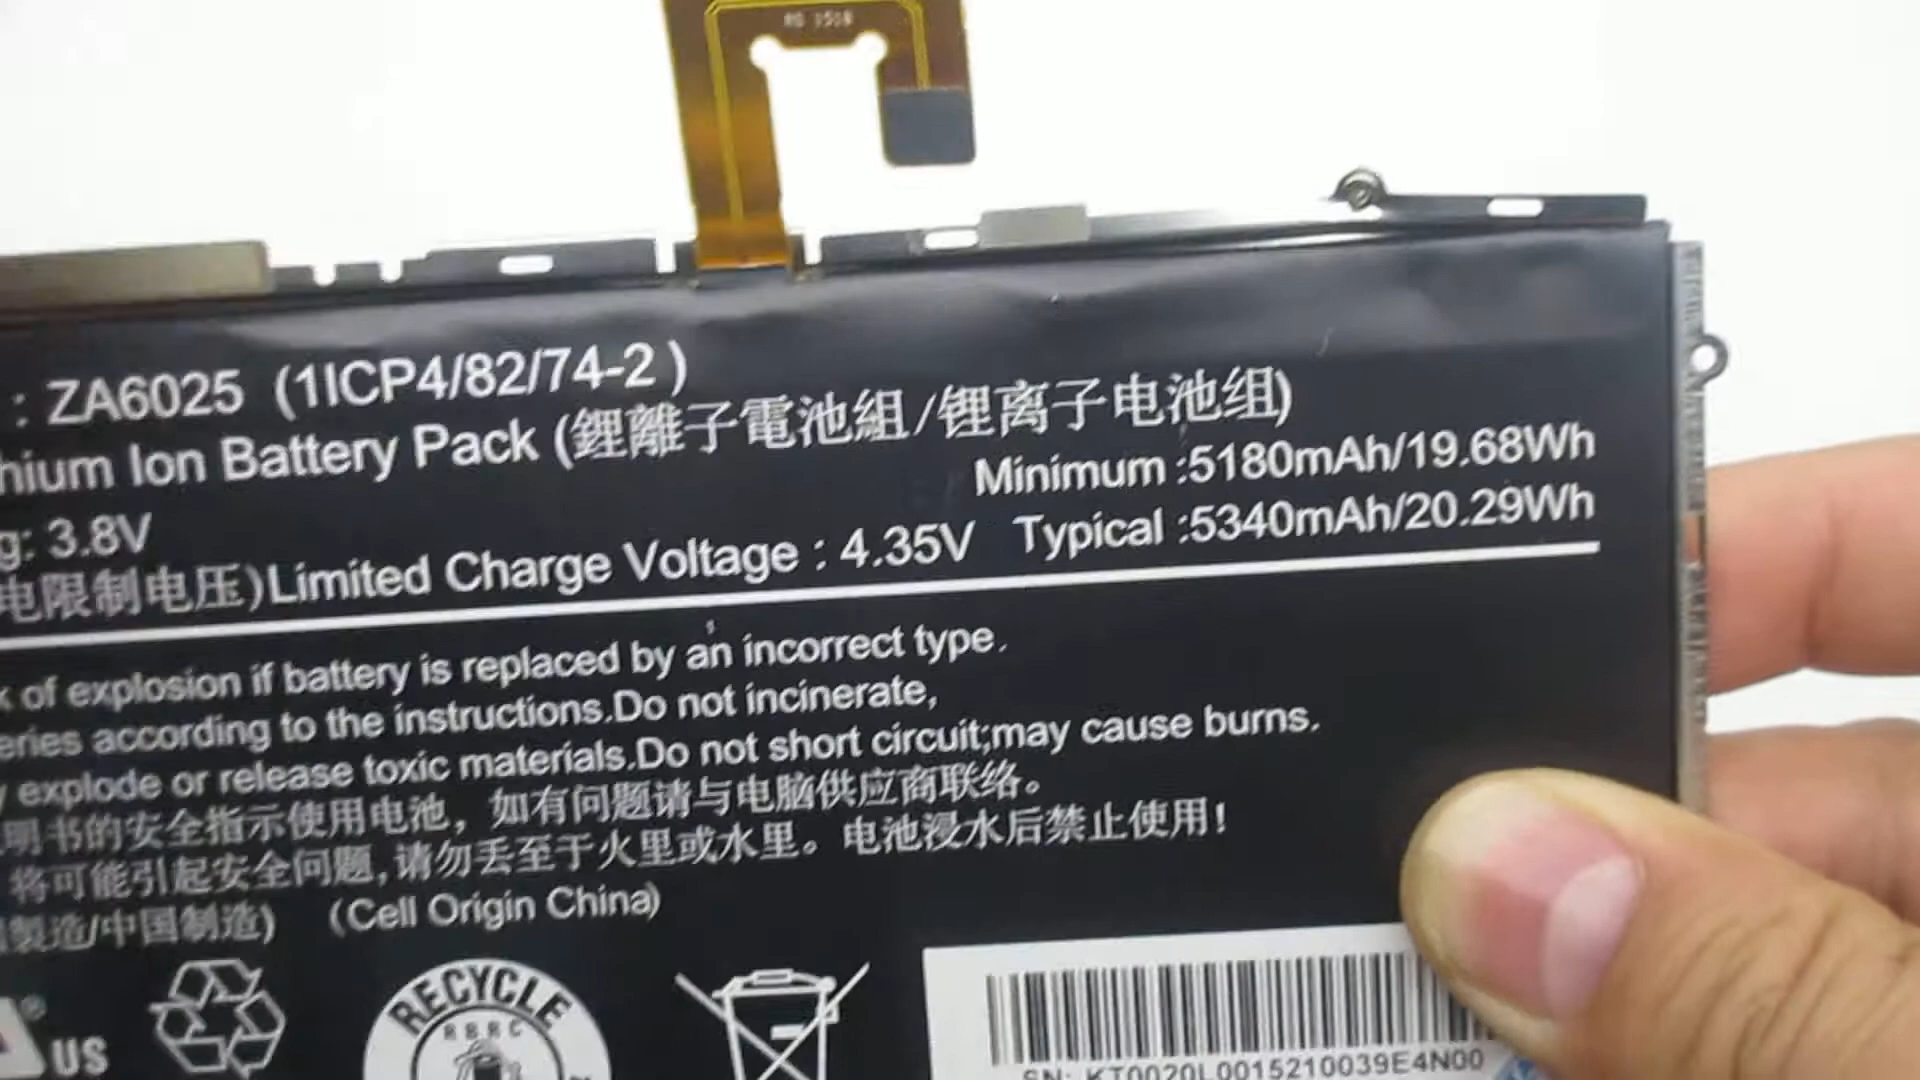 RG 1518
: ZA6025 (1ICP4/82/74-2 )
hium Ion Battery Pack (鋰離子電池組/锂离子电池组)
Minimum :5180mAh/19.68Wh
g: 3.8V
Typical :5340mAh/20.29Wh
电限制电压)Limited Charge Voltage : 4.35V
k of explosion if battery is replaced by an incorrect type.
eries according to the instructions.Do not incinerate,
y explode or release toxic materials.Do not short circuit;may cause burns.
明书的安全指示使用电池，如有问题请与电脑供应商联络。
将可能引起安全问题,请勿丢至于火里或水里。电池浸水后禁止使用!
製造/中国制造) (Cell Origin China)
US
RECYCLE
RBRC
SN: KT0020L0015210039E4N00